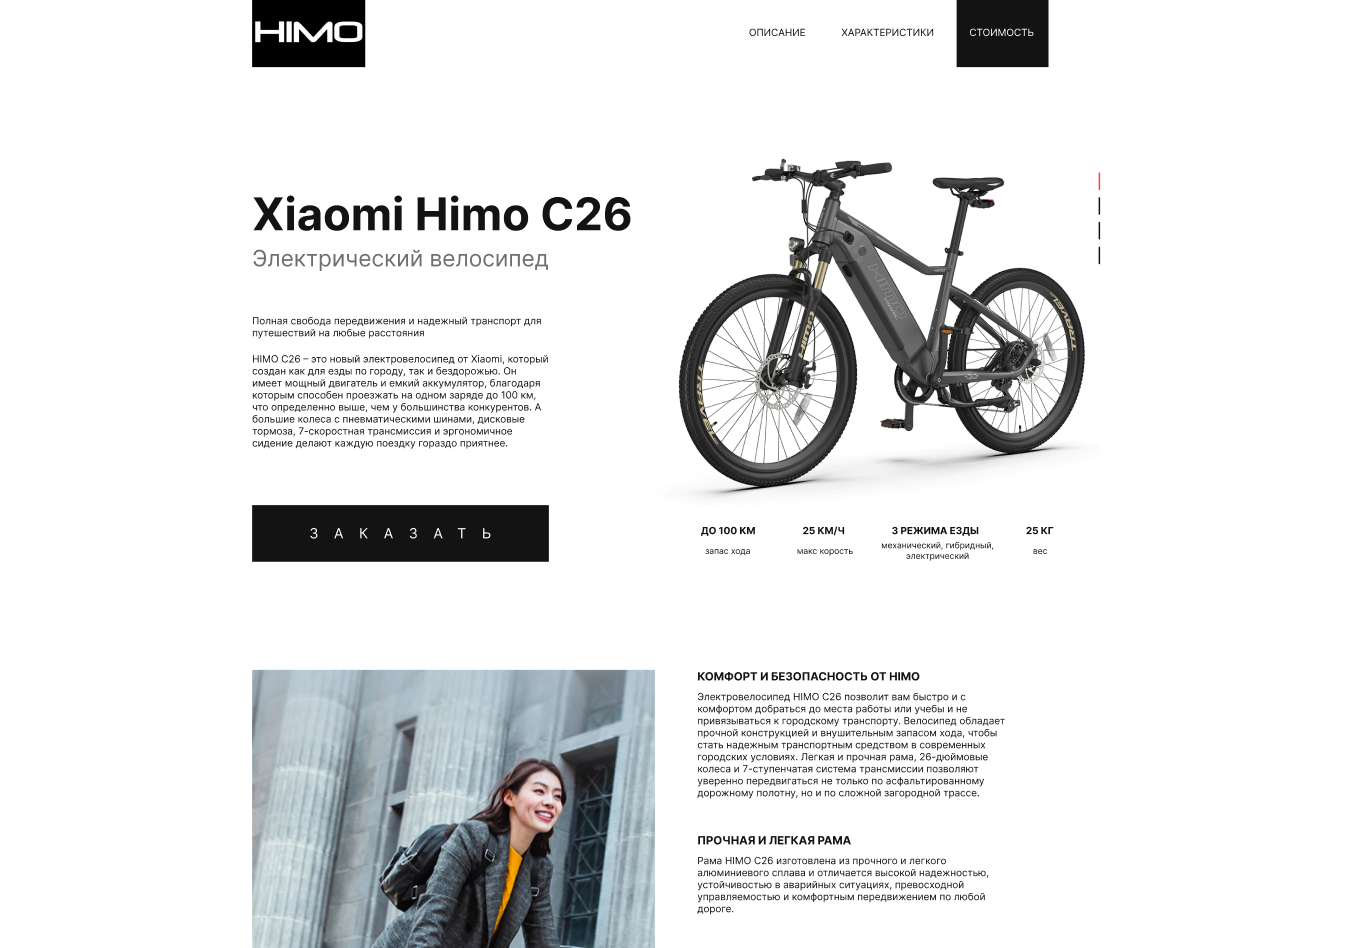 HIMO
ОПИСАНИЕ
ХАРАКТЕРИСТИКИ
СТОИМОСТЬ
Xiaomi Himo C26
Электрический велосипед
Полная свобода передвижения и надежный транспорт для
путешествий на любые расстояния
HIMO C26 – это новый электровелосипед от Xiaomi, который
создан как для езды по городу, так и бездорожью. Он
имеет мощный двигатель и емкий аккумулятор, благодаря
которым способен проезжать на одном заряде до 100 км,
что определенно выше, чем у большинства конкурентов. А
большие колеса с пневматическими шинами, дисковые
тормоза, 7-скоростная трансмиссия и эргономичное
сидение делают каждую поездку гораздо приятнее.
ЗАКАЗАТЬ
HIMO
TRAVEL
TRAVEL
ДО 100 КМ
запас хода
25 КМ/Ч
макс корость
3 РЕЖИМА ЕЗДЫ
механический, гибридный,
электрический
25 КГ
вес
КОМФОРТ И БЕЗОПАСНОСТЬ ОТ HIMO
Электровелосипед HIMO C26 позволит вам быстро и с
комфортом добраться до места работы или учебы и не
привязываться к городскому транспорту. Велосипед обладает
прочной конструкцией и внушительным запасом хода, чтобы
стать надежным транспортным средством в современных
городских условиях. Легкая и прочная рама, 26-дюймовые
колеса и 7-ступенчатая система трансмиссии позволяют
уверенно передвигаться не только по асфальтированному
дорожному полотну, но и по сложной загородной трассе.
ПРОЧНАЯ И ЛЕГКАЯ РАМА
Рама HIMO C26 изготовлена из прочного и легкого
алюминиевого сплава и отличается высокой надежностью,
устойчивостью в аварийных ситуациях, превосходной
управляемостью и комфортным передвижением по любой
дороге.